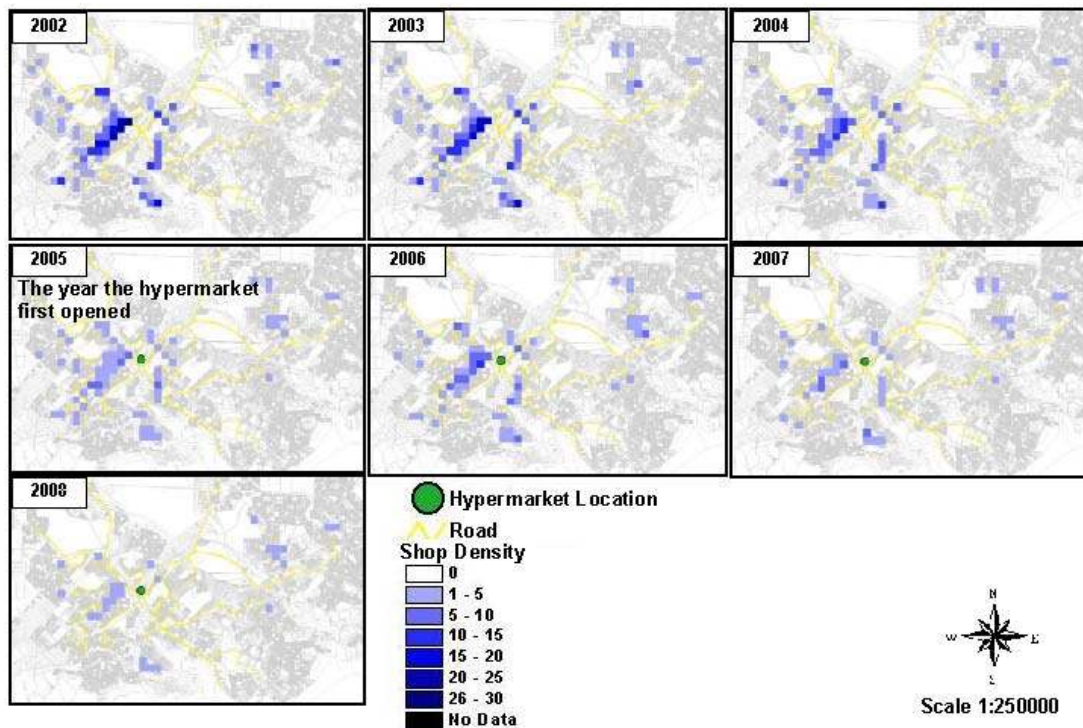 2002
2003
2004
2005
The year the hypermarket
first opened
2006
2007
2008
Hypermarket Location
Road
Shop Density
0
1 - 5
5 - 10
10 - 15
15 - 20
20 - 25
26 - 30
No Data
N
W E
S
Scale 1:250000